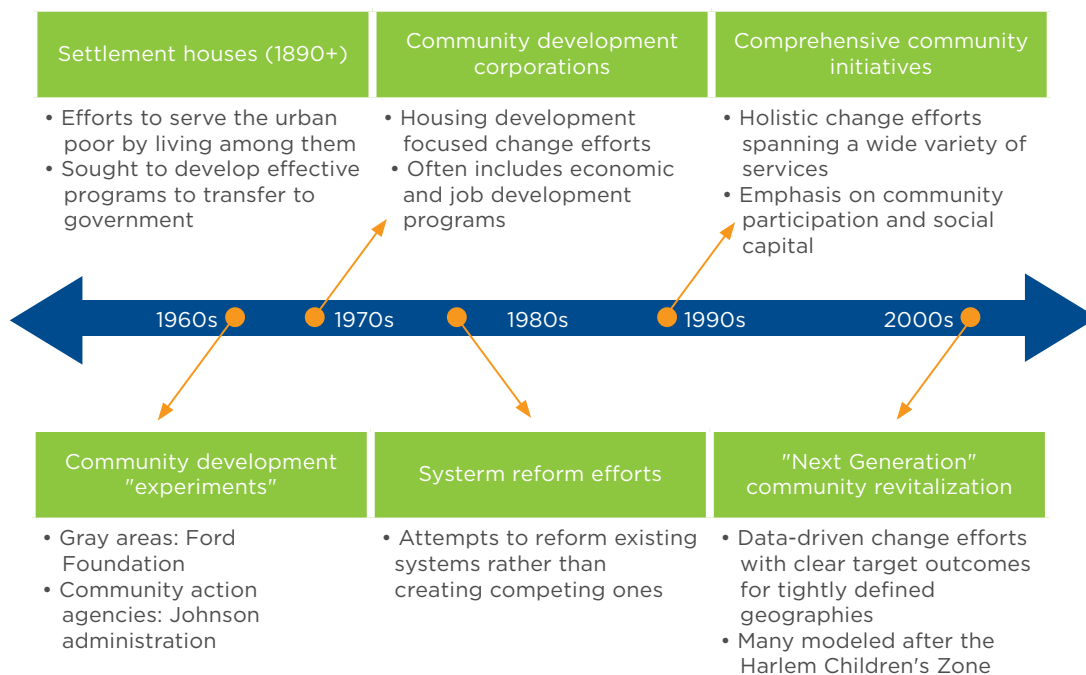 Settlement houses (1890+)
• Efforts to serve the urban
poor by living among them
• Sought to develop effective
programs to transfer to
government
Community development
corporations
• Housing development
focused change efforts
• Often includes economic
and job development
programs
Comprehensive community
initiatives
• Holistic change efforts
spanning a wide variety of
services
• Emphasis on community
participation and social
capital
1960s
1970s
1980s
1990s
2000s
Community development
"experiments"
• Gray areas: Ford
Foundation
• Community action
agencies: Johnson
administration
Systerm reform efforts
• Attempts to reform existing
systems rather than
creating competing ones
"Next Generation"
community revitalization
• Data-driven change efforts
with clear target outcomes
for tightly defined
geographies
• Many modeled after the
Harlem Children's Zone